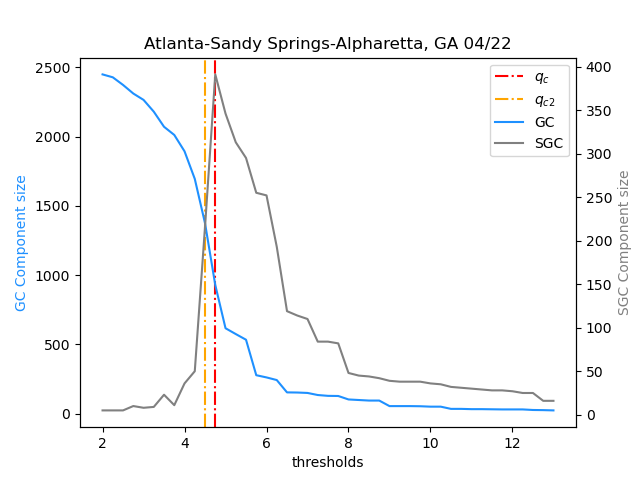 Atlanta-Sandy Springs-Alpharetta, GA 04/22
GC Component size
2500
2000
1500
1000
500
0
2
4
6
8
10
12
thresholds
400
350
300
250
200
150
100
50
0
SGC Component size
q_c
q_{c2}
GC
SGC